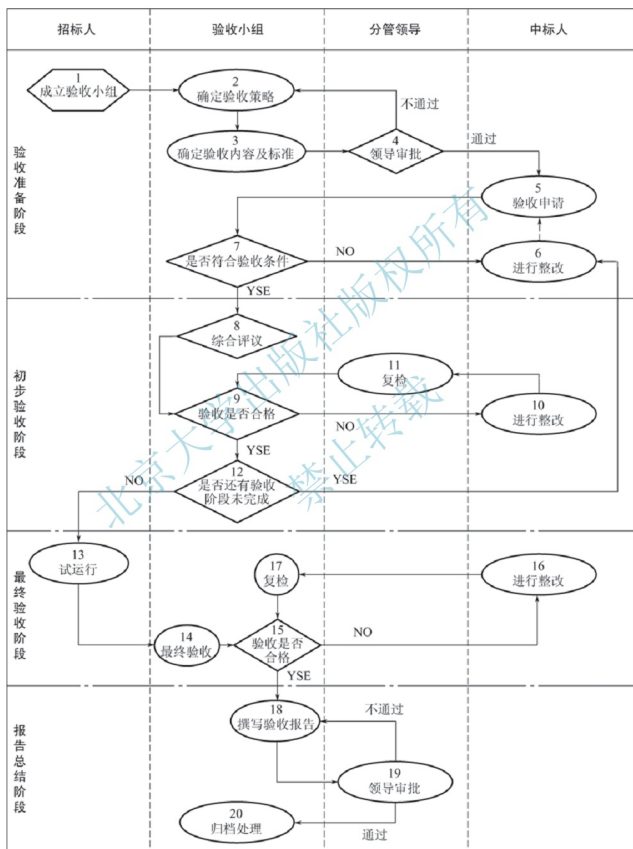 招标人
验收小组
分管领导
中标人
验收准备阶段
1
成立验收小组
2
确定验收策略
不通过
3
确定验收内容及标准
4
领导审批
通过
5
验收申请
7
是否符合验收条件
NO
6
进行整改
YSE
初步验收阶段
8
综合评议
11
复检
9
验收是否合格
NO
10
进行整改
YSE
12
是否还有验收
阶段未完成
NO
YSE
最终验收阶段
13
试运行
17
复检
16
进行整改
14
最终验收
15
验收是否
合格
NO
YSE
报告总结阶段
18
撰写验收报告
不通过
19
领导审批
20
归档处理
通过
北京大学出版社版权所有
禁止转载